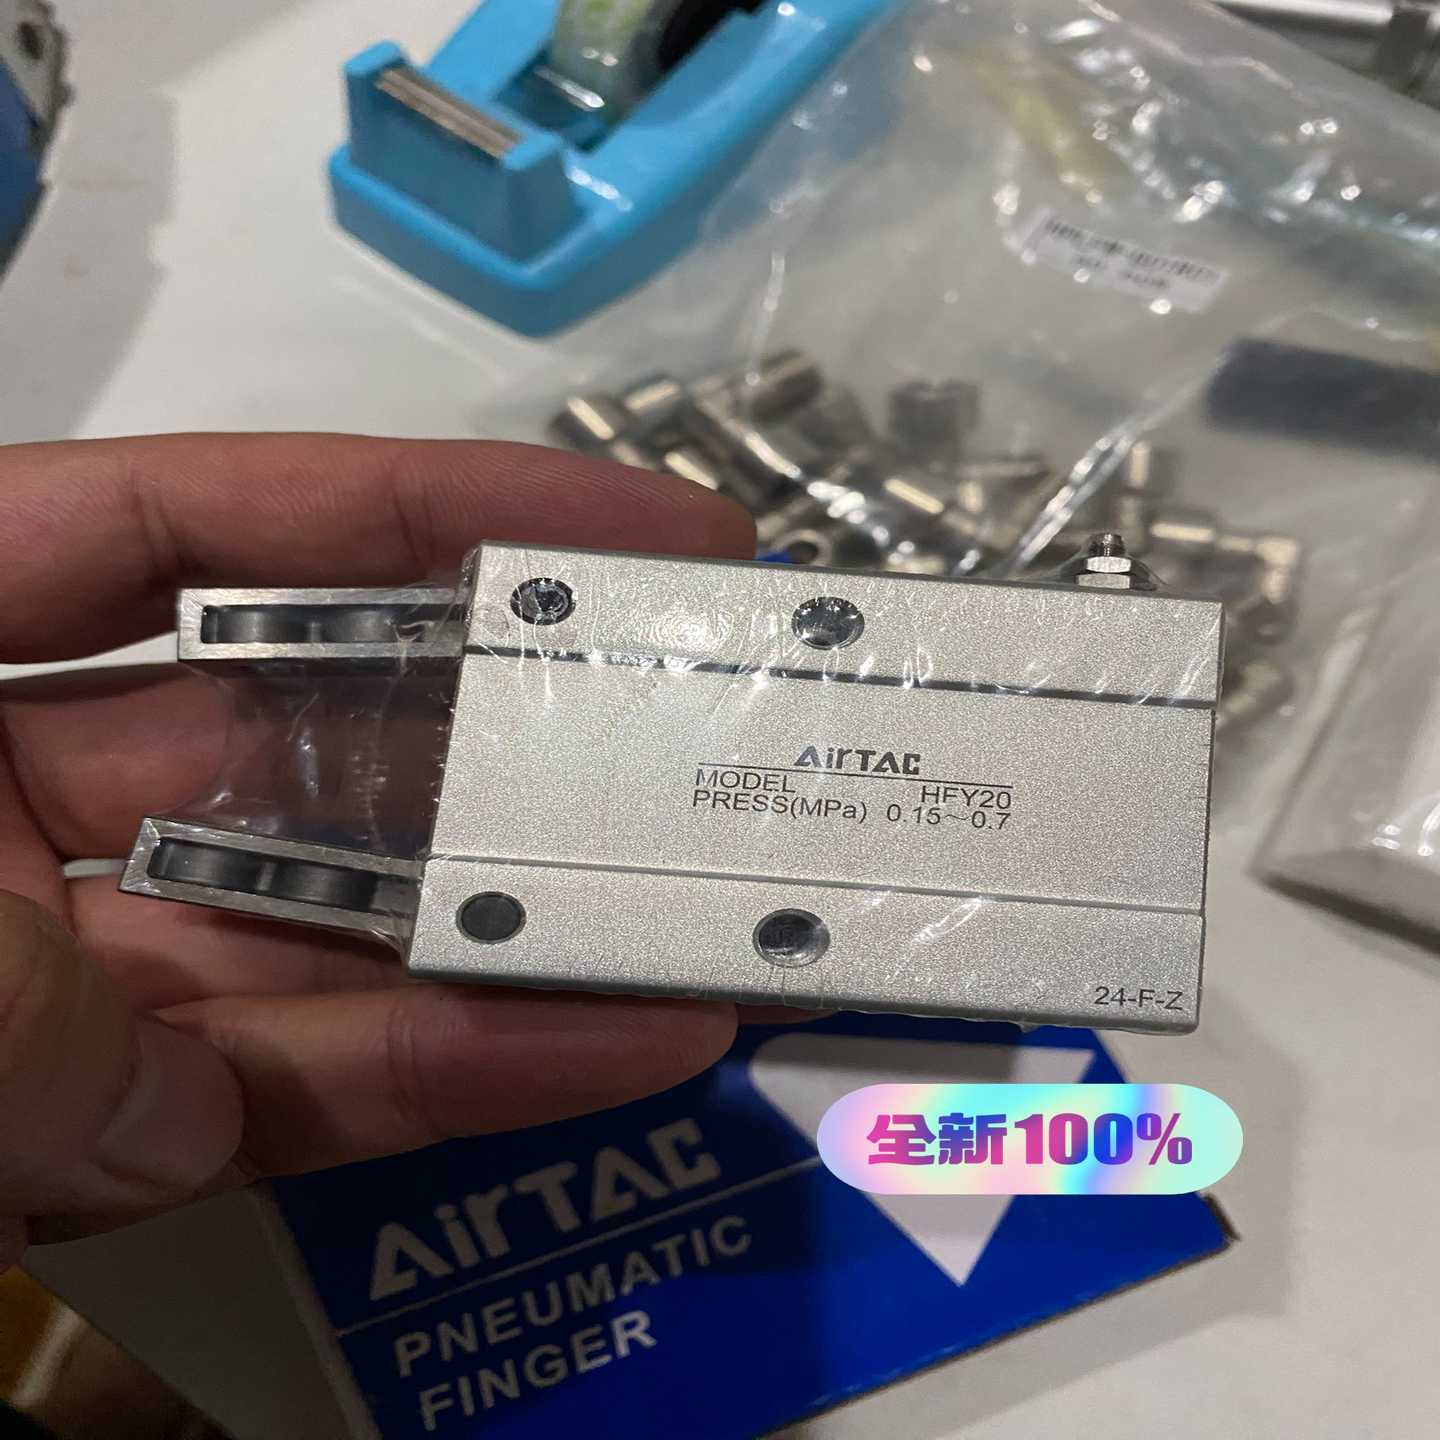 AirTAC
MODEL HFY20
PRESS(MPa) 0.15~0.7
24-F-Z
全新100%
AirTAC
PNEUMATIC
FINGER